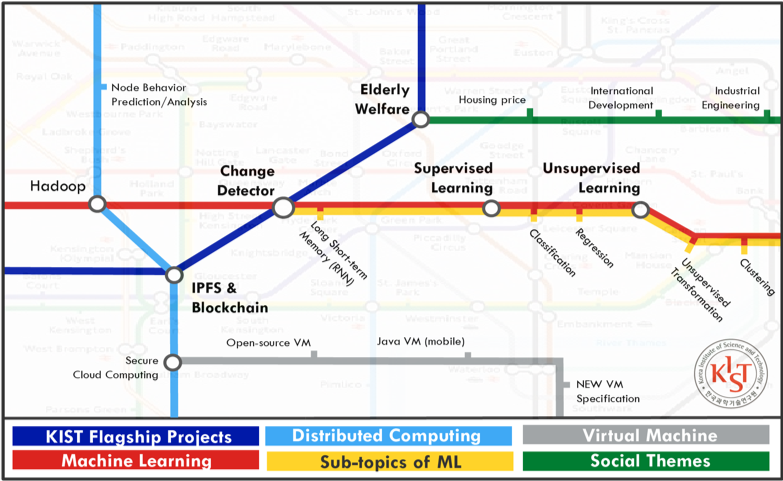 Node Behavior
Prediction/Analysis
Elderly
Welfare
Housing price
International
Development
Industrial
Engineering
Hadoop
Change
Detector
Supervised
Learning
Unsupervised
Learning
Long Short-term
Memory (RNN)
Classification
Regression
Unsupervised
Transformation
Clustering
IPFS &
Blockchain
Secure
Cloud Computing
Open-source VM
Java VM (mobile)
NEW VM
Specification
Korea Institute of Science and Technology
KIST
한국과학기술연구원
KIST Flagship Projects
Distributed Computing
Virtual Machine
Machine Learning
Sub-topics of ML
Social Themes